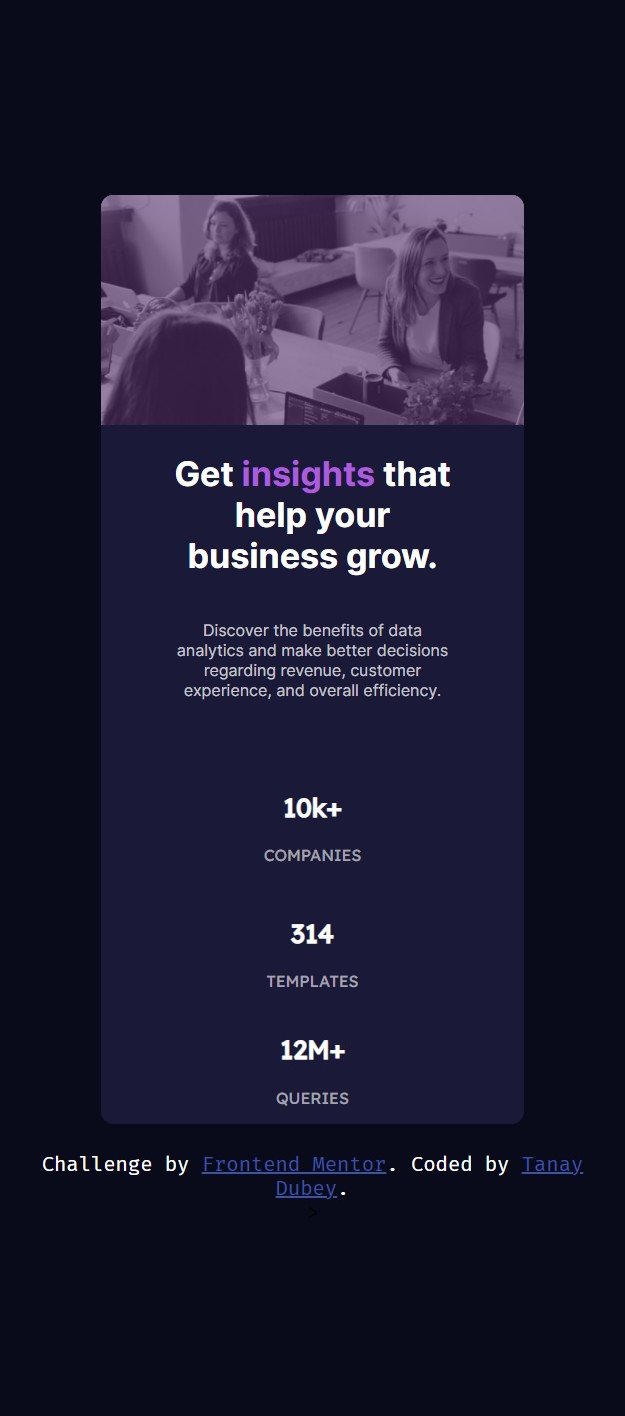 Get insights that
help your
business grow.
Discover the benefits of data
analytics and make better decisions
regarding revenue, customer
experience, and overall efficiency.
10k+
COMPANIES
314
TEMPLATES
12M+
QUERIES
Challenge by Frontend Mentor. Coded by Tanay
Dubey.
>